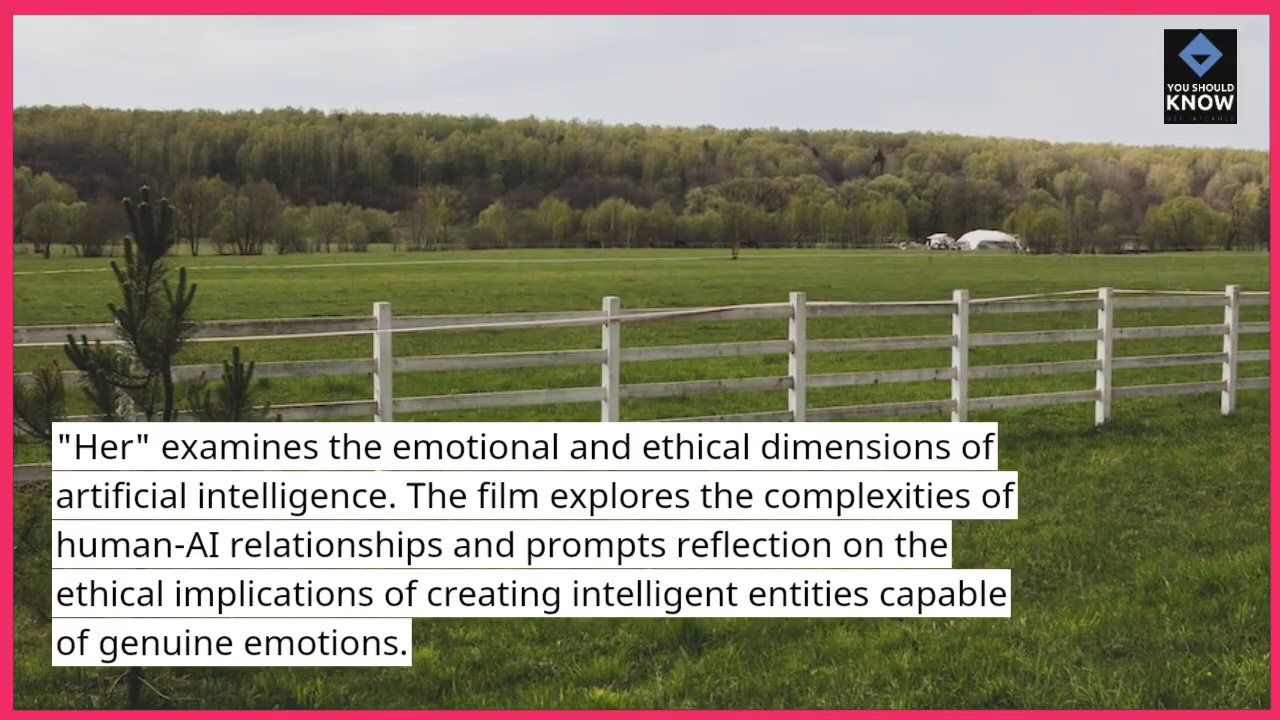 YOU SHOULD
KNOW
"Her" examines the emotional and ethical dimensions of
artificial intelligence. The film explores the complexities of
human-AI relationships and prompts reflection on the
ethical implications of creating intelligent entities capable
of genuine emotions.